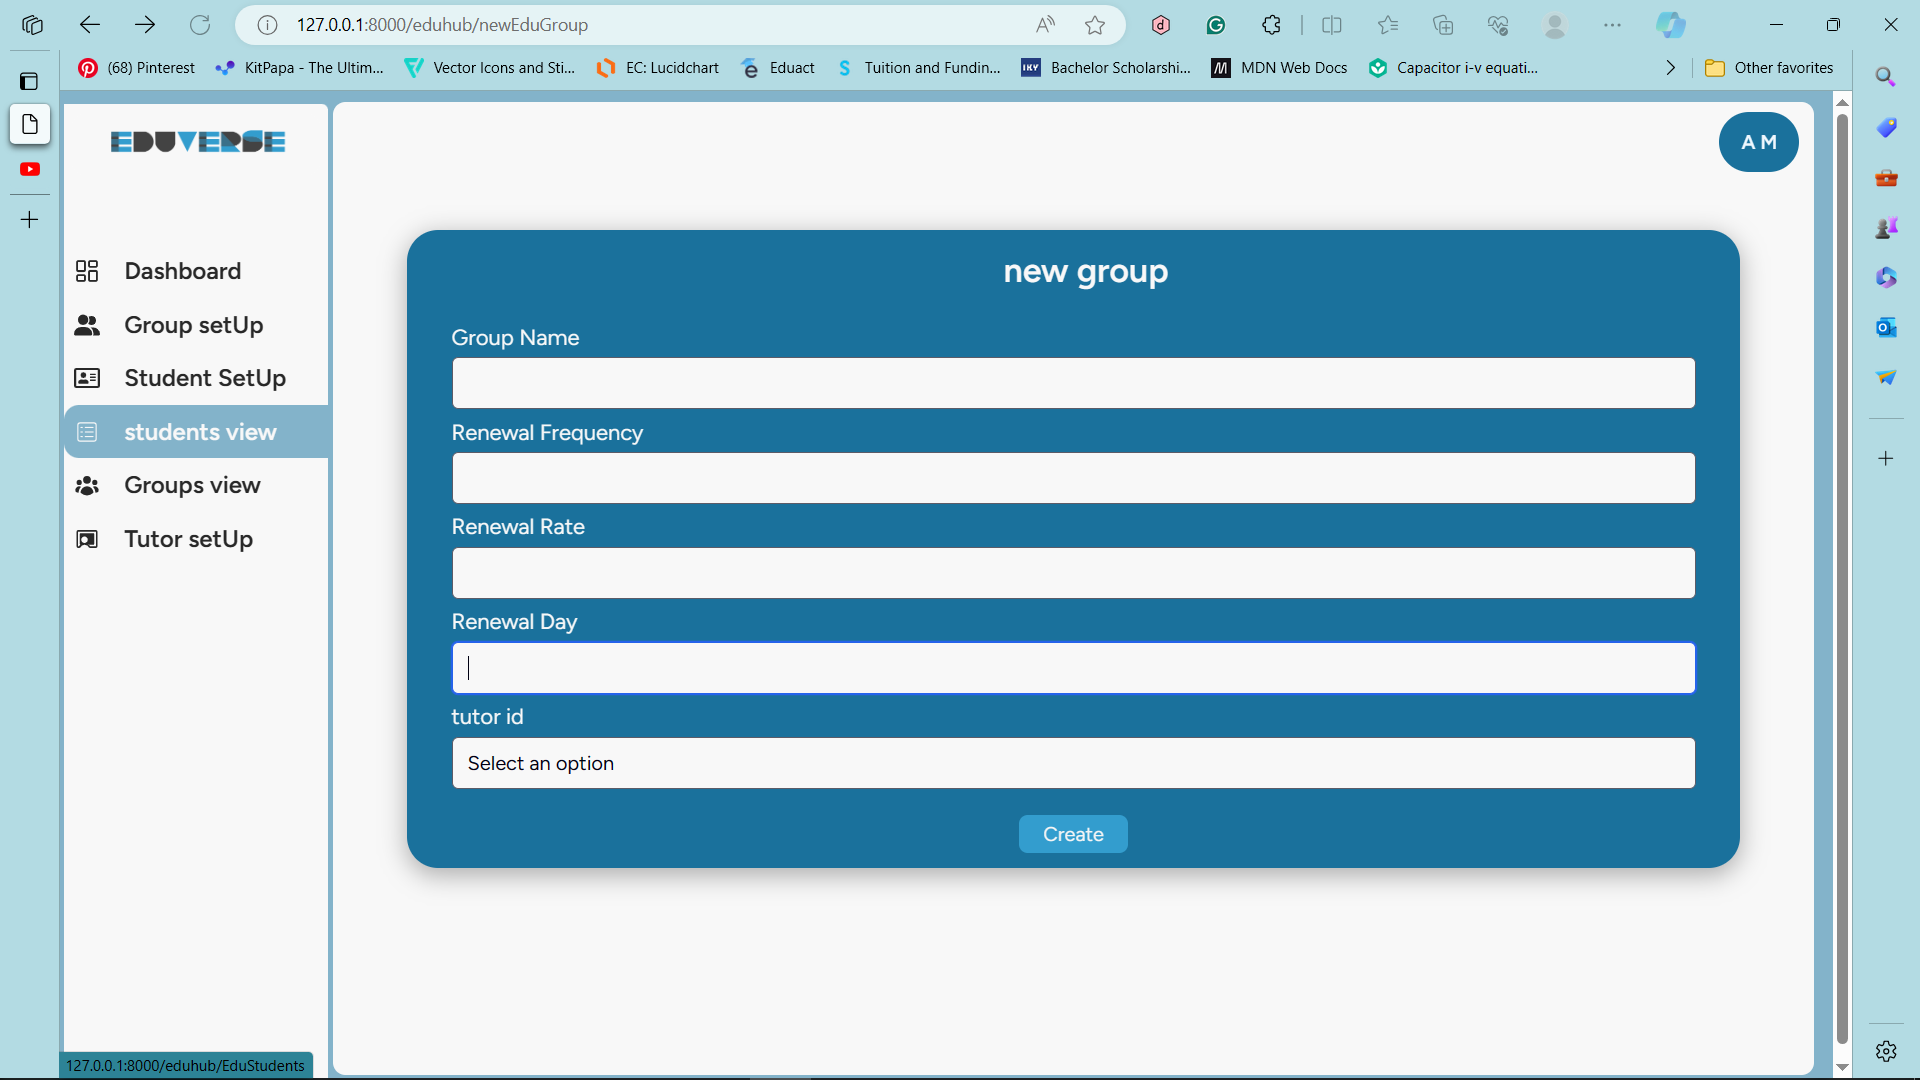 127.0.0.1:8000/eduhub/newEduGroup
(68) Pinterest
KitPapa - The Ultim...
Vector Icons and Sti...
EC: Lucidchart
Eduact
Tuition and Fundin...
IKY
Bachelor Scholarshi...
MDN Web Docs
Capacitor i-v equati...
Other favorites
EDUVERSE
A M
Dashboard
Group setUp
Student SetUp
students view
Groups view
Tutor setUp
new group
Group Name
Renewal Frequency
Renewal Rate
Renewal Day
tutor id
Select an option
Create
127.0.0.1:8000/eduhub/EduStudents